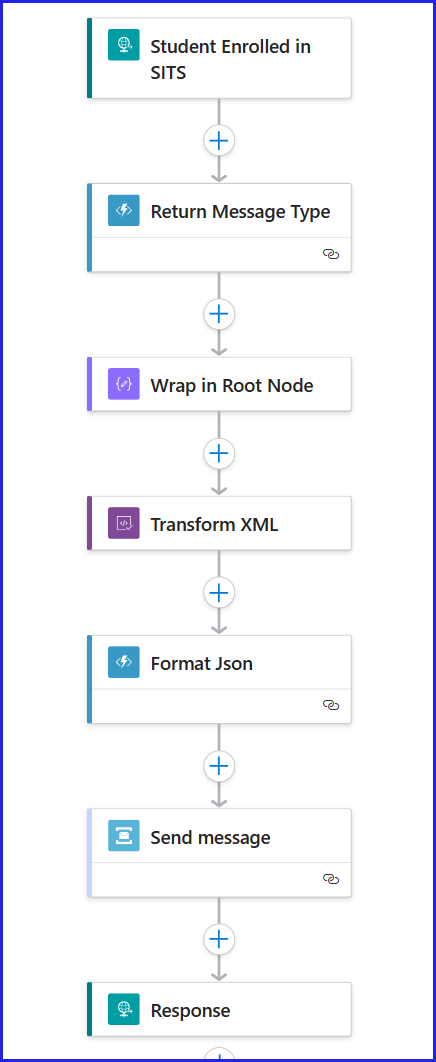 Student Enrolled in
SITS
Return Message Type
Wrap in Root Node
Transform XML
Format Json
Send message
Response